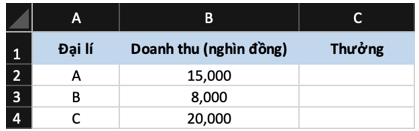 A B C
1 Đại lí Doanh thu (nghìn đồng) Thưởng
2 A 15,000
3 B 8,000
4 C 20,000